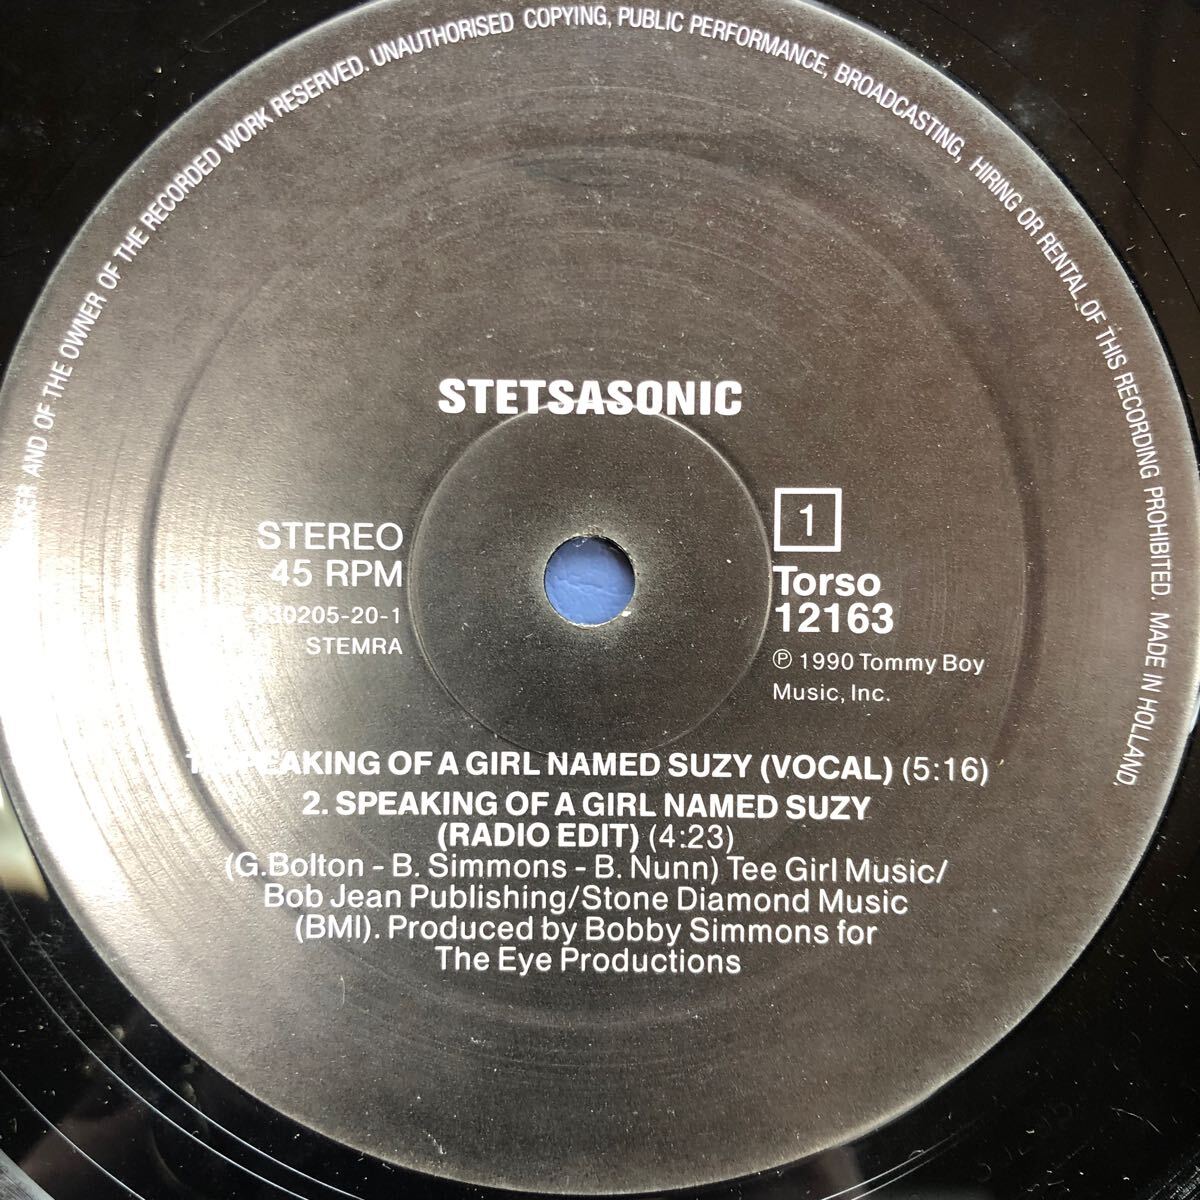 AND OF THE OWNER OF THE RECORDED WORK RESERVED. UNAUTHORISED COPYING, PUBLIC PERFORMANCE, BROADCASTING, HIRING OR RENTAL OF THIS RECORDING PROHIBITED. MADE IN HOLLAND,
STETSASONIC
STEREO
45 RPM
030205-20-1
STEMRA
1
Torso
12163
℗ 1990 Tommy Boy
Music, Inc.
1. SPEAKING OF A GIRL NAMED SUZY (VOCAL) (5:16)
2. SPEAKING OF A GIRL NAMED SUZY
(RADIO EDIT) (4:23)
(G.Bolton - B. Simmons - B. Nunn) Tee Girl Music/
Bob Jean Publishing/Stone Diamond Music
(BMI). Produced by Bobby Simmons for
The Eye Productions